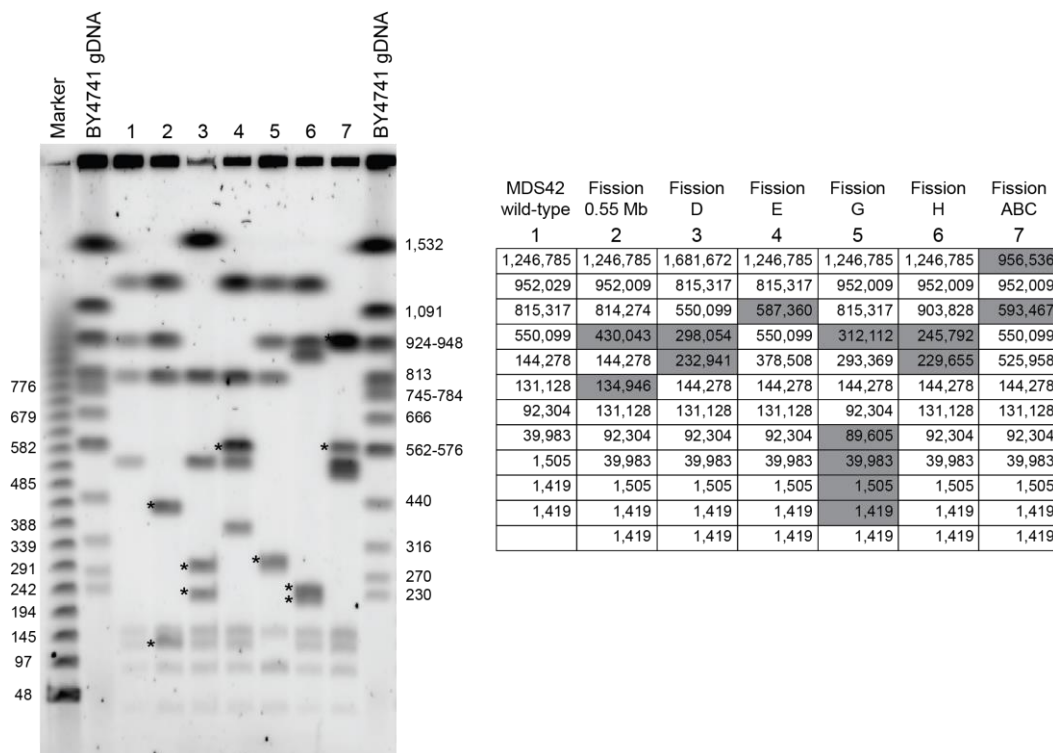 Marker
BY4741 gDNA
1 2 3 4 5 6 7
BY4741 gDNA
776
679
582
485
388
339
291
242
194
145
97
48
*
*
*
*
*
*
*
*
*
*
1,532
1,091
924-948
813
745-784
666
562-576
440
316
270
230
MDS42 Fission Fission Fission Fission Fission Fission
wild-type 0.55 Mb D E G H ABC
1 2 3 4 5 6 7
1,246,785 1,246,785 1,681,672 1,246,785 1,246,785 1,246,785 956,536
952,029 952,009 815,317 815,317 952,009 952,009 952,009
815,317 814,274 550,099 587,360 815,317 903,828 593,467
550,099 430,043 298,054 550,099 312,112 245,792 550,099
144,278 144,278 232,941 378,508 293,369 229,655 525,958
131,128 134,946 144,278 144,278 144,278 144,278 144,278
92,304 131,128 131,128 131,128 92,304 131,128 131,128
39,983 92,304 92,304 92,304 89,605 92,304 92,304
1,505 39,983 39,983 39,983 39,983 39,983 39,983
1,419 1,505 1,505 1,505 1,505 1,505 1,505
1,419 1,419 1,419 1,419 1,419 1,419 1,419
1,419 1,419 1,419 1,419 1,419 1,419